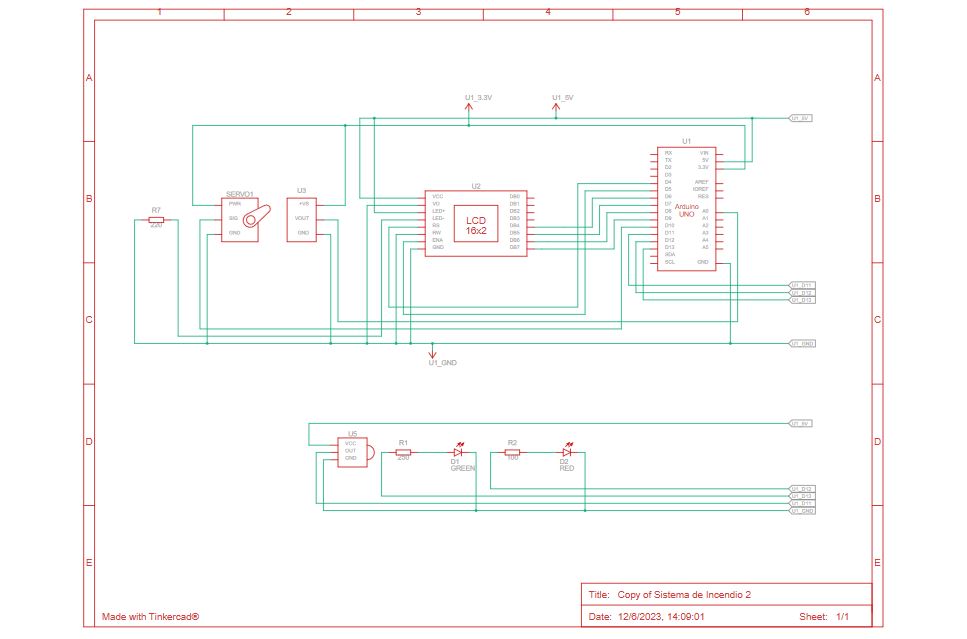 1 2 3 4 5 6
A A
U1_3.3V U1_5V
U1_5V
U1
RX VIN
TX 5V
D2 3.3V
D3
D4 AREF
D5 IOREF
D6 RES
D7
Arduino
UNO
D8 A0
D9 A1
D10 A2
D11 A3
D12 A4
D13 A5
SDA
SCL GND
B B
SERVO1
PWR
SIG
GND
U3
+VS
VOUT
GND
U2
VCC DB0
VO DB1
LED+ DB2
LED- DB3
RS DB4
RW DB5
ENA DB6
GND DB7
LCD
16x2
R7
220
U1_D11
U1_D12
U1_D13
C C
U1_GND
U1_GND
U1_5V
D D
U5
VCC
OUT
GND
R1
250
D1
GREEN
R2
100
D2
RED
U1_D12
U1_D13
U1_D11
U1_GND
E E
Title: Copy of Sistema de Incendio 2
Made with Tinkercad®
Date: 12/6/2023, 14:09:01 Sheet: 1/1